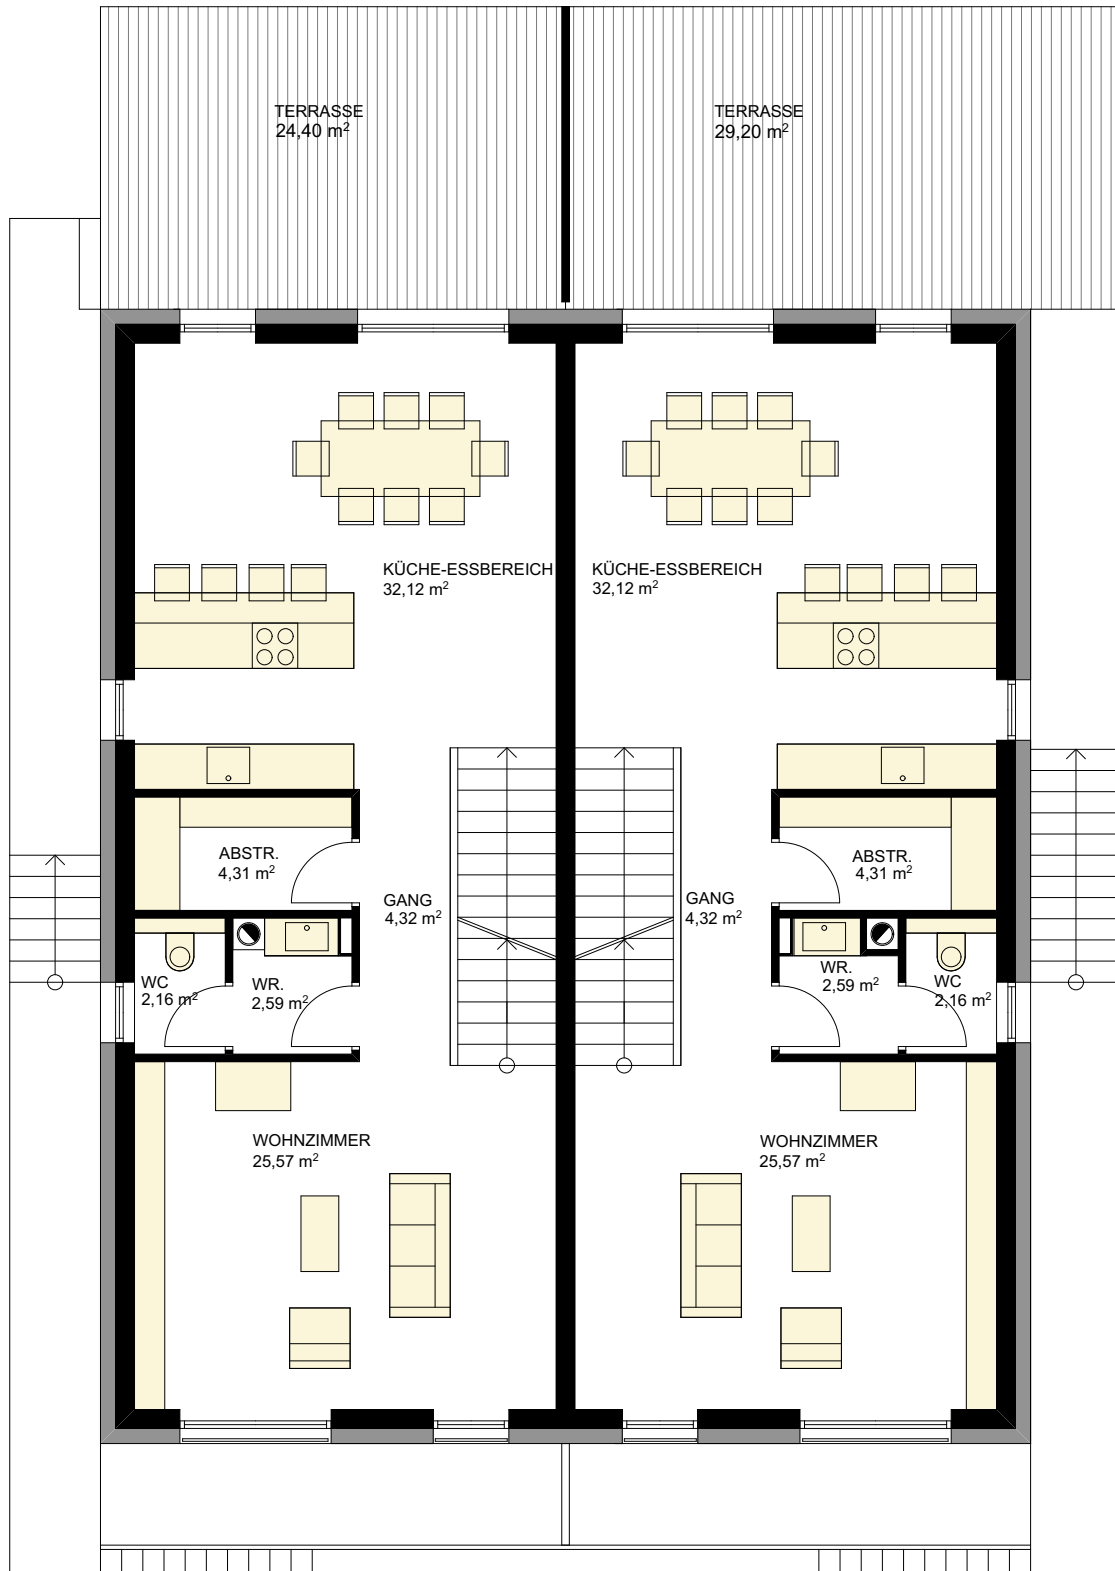 TERRASSE
24,40 m²
TERRASSE
29,20 m²
KÜCHE-ESSBEREICH
32,12 m²
KÜCHE-ESSBEREICH
32,12 m²
ABSTR.
4,31 m²
GANG
4,32 m²
GANG
4,32 m²
ABSTR.
4,31 m²
WC
2,16 m²
WR.
2,59 m²
WR.
2,59 m²
WC
2,16 m²
WOHNZIMMER
25,57 m²
WOHNZIMMER
25,57 m²